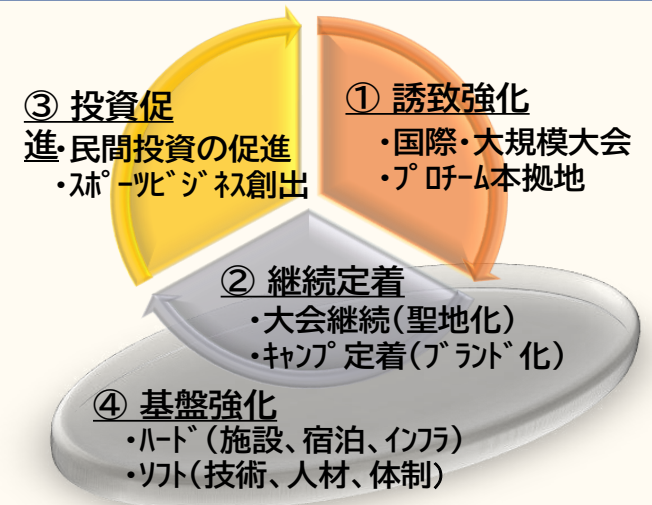 ③ 投資促
進・民間投資の促進
・ｽﾎﾟｰﾂﾋﾞｼﾞﾈｽ創出
① 誘致強化
・国際・大規模大会
・ﾌﾟﾛﾁｰﾑ本拠地
② 継続定着
・大会継続（聖地化）
・ｷｬﾝﾌﾟ定着（ﾌﾞﾗﾝﾄﾞ化）
④ 基盤強化
・ﾊｰﾄﾞ（施設、宿泊、ｲﾝﾌﾗ）
・ｿﾌﾄ（技術、人材、体制）